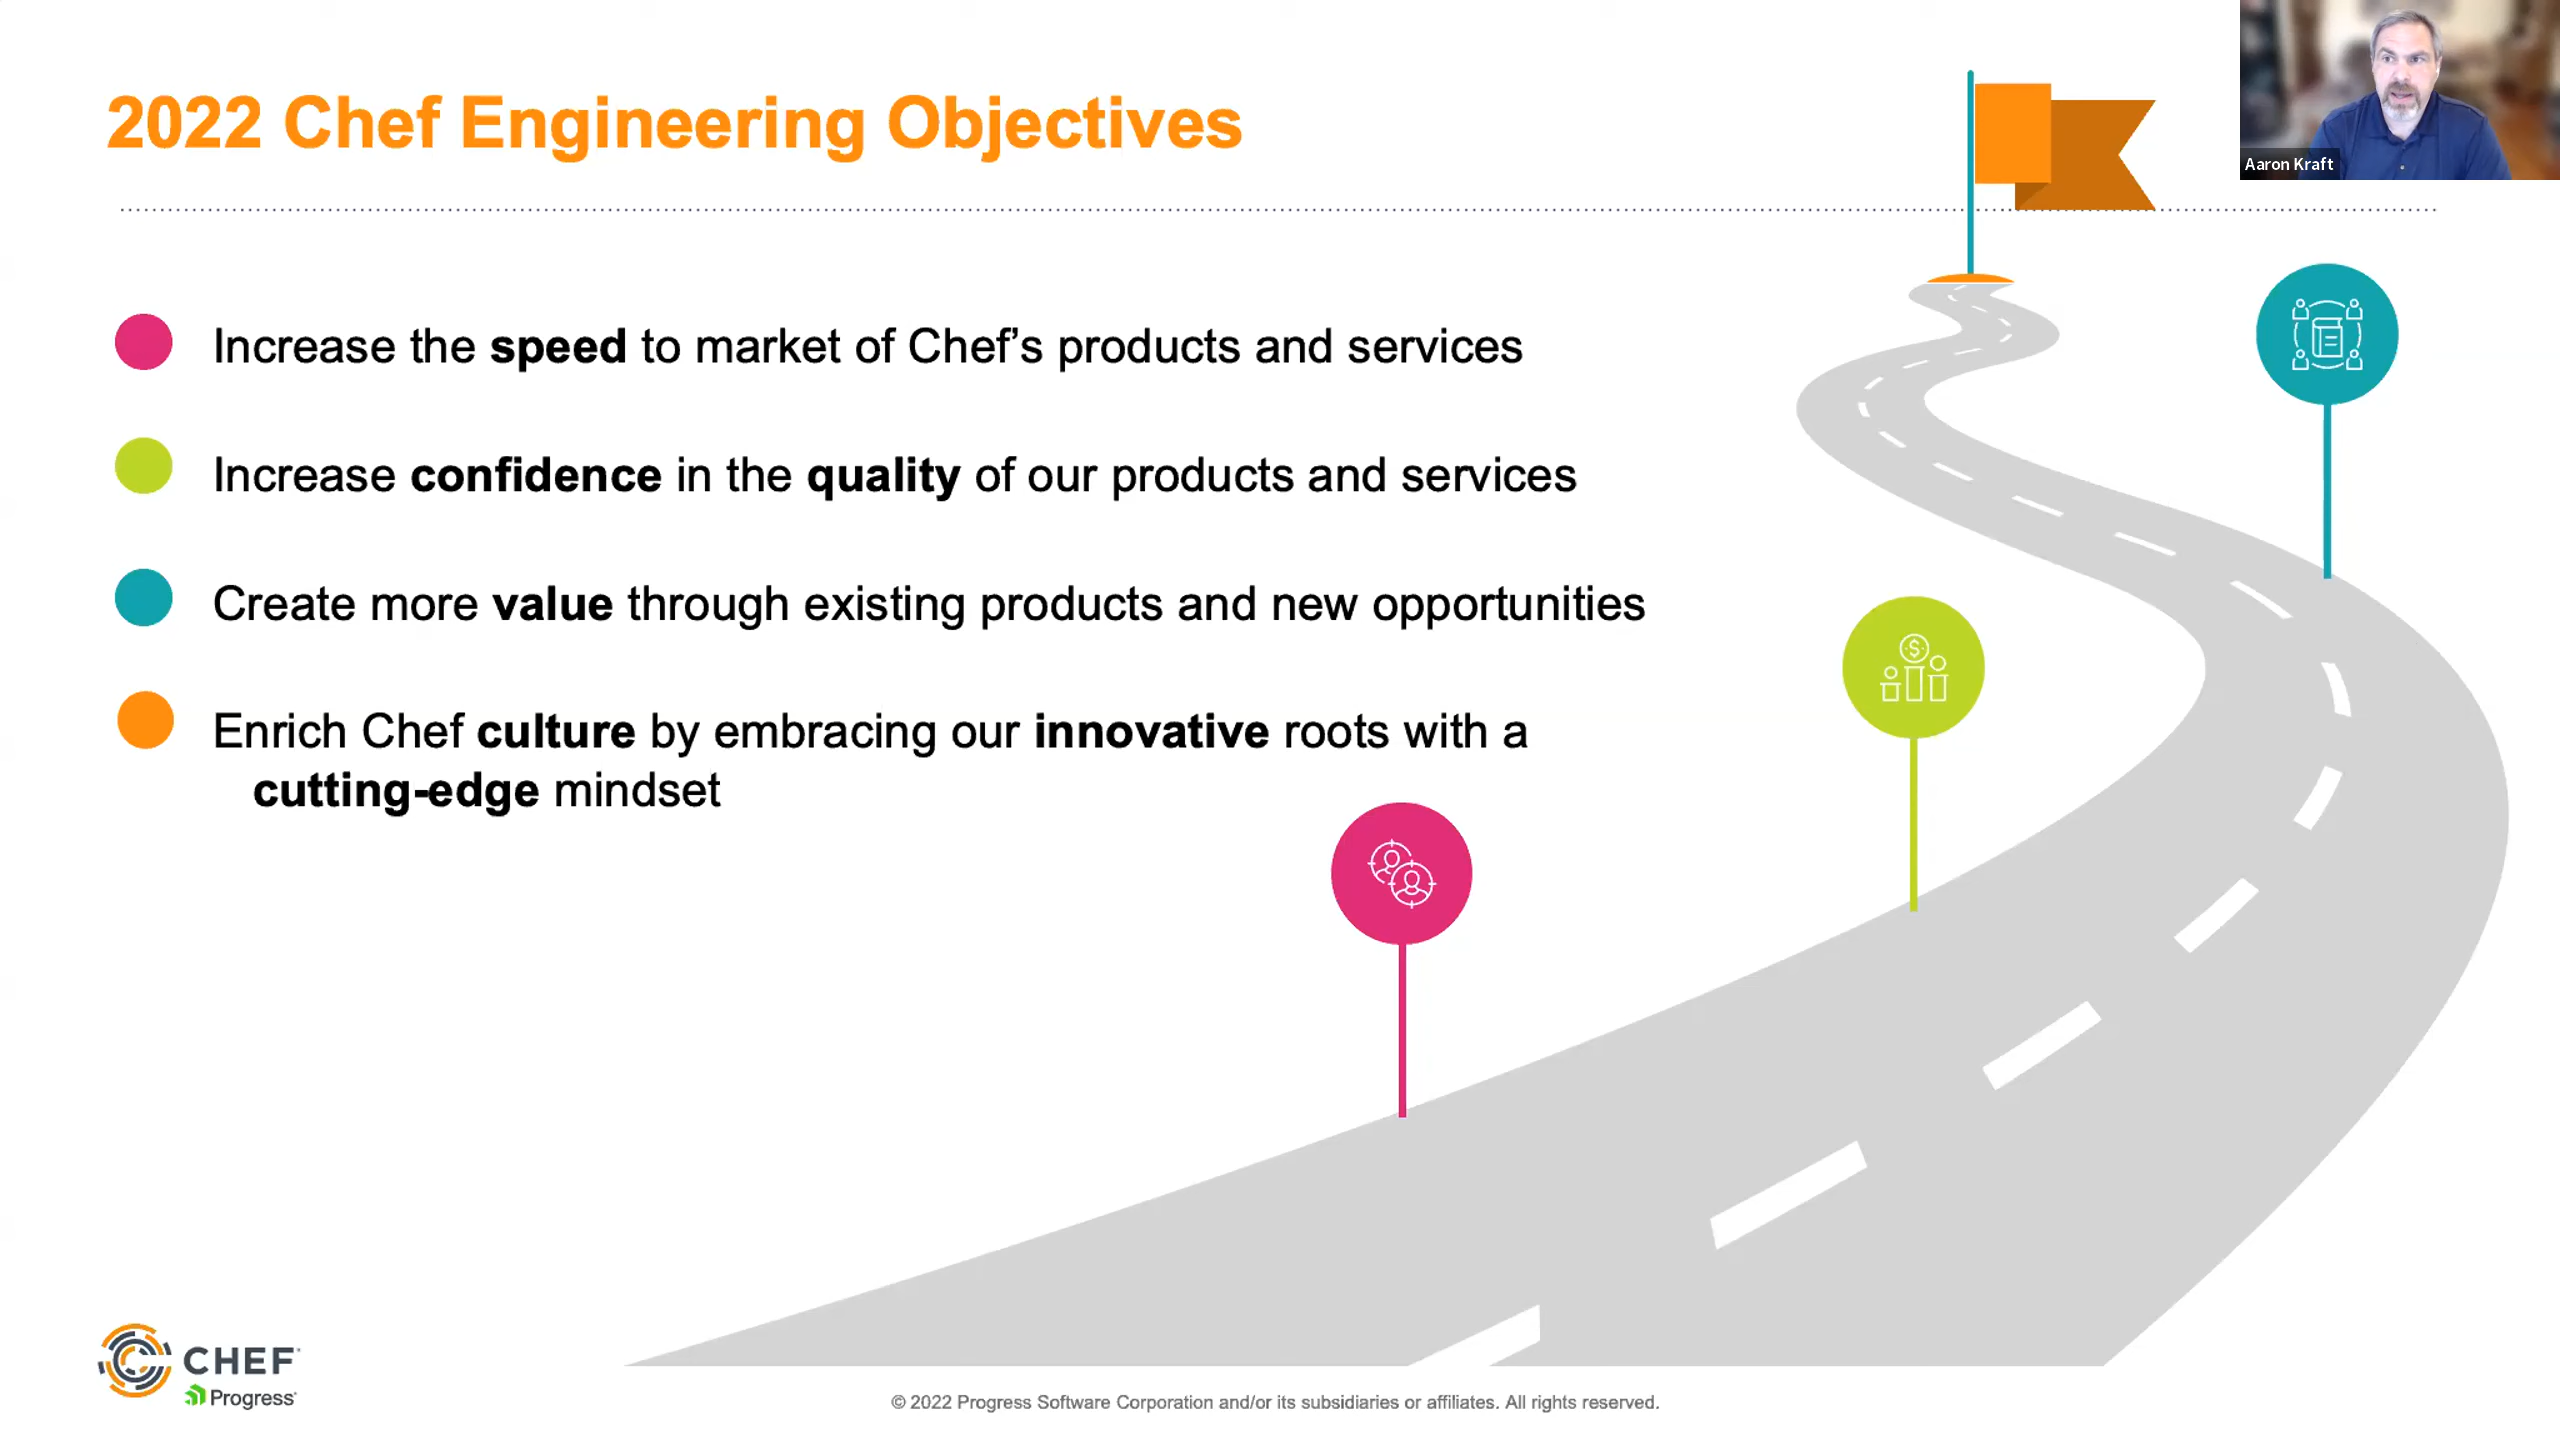 2022 Chef Engineering Objectives
Aaron Kraft
Increase the speed to market of Chef’s products and services
Increase confidence in the quality of our products and services
Create more value through existing products and new opportunities
Enrich Chef culture by embracing our innovative roots with a
cutting-edge mindset
$
CHEF
Progress
© 2022 Progress Software Corporation and/or its subsidiaries or affiliates. All rights reserved.